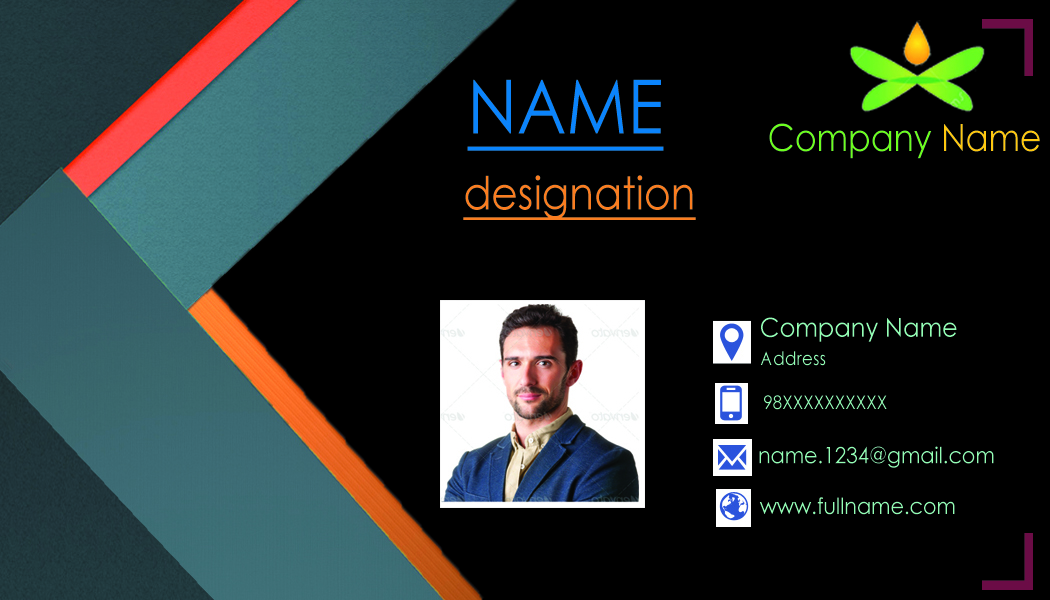 NAME
designation
Company Name
Company Name
Address
98XXXXXXXXXX
name.1234@gmail.com
www.fullname.com